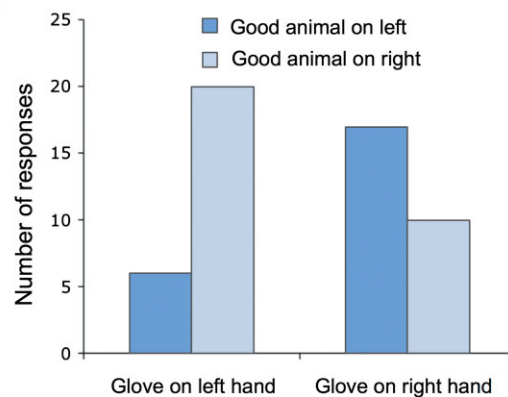 25
Good animal on left
Good animal on right
20
15
10
5
0
Number of responses
Glove on left hand Glove on right hand